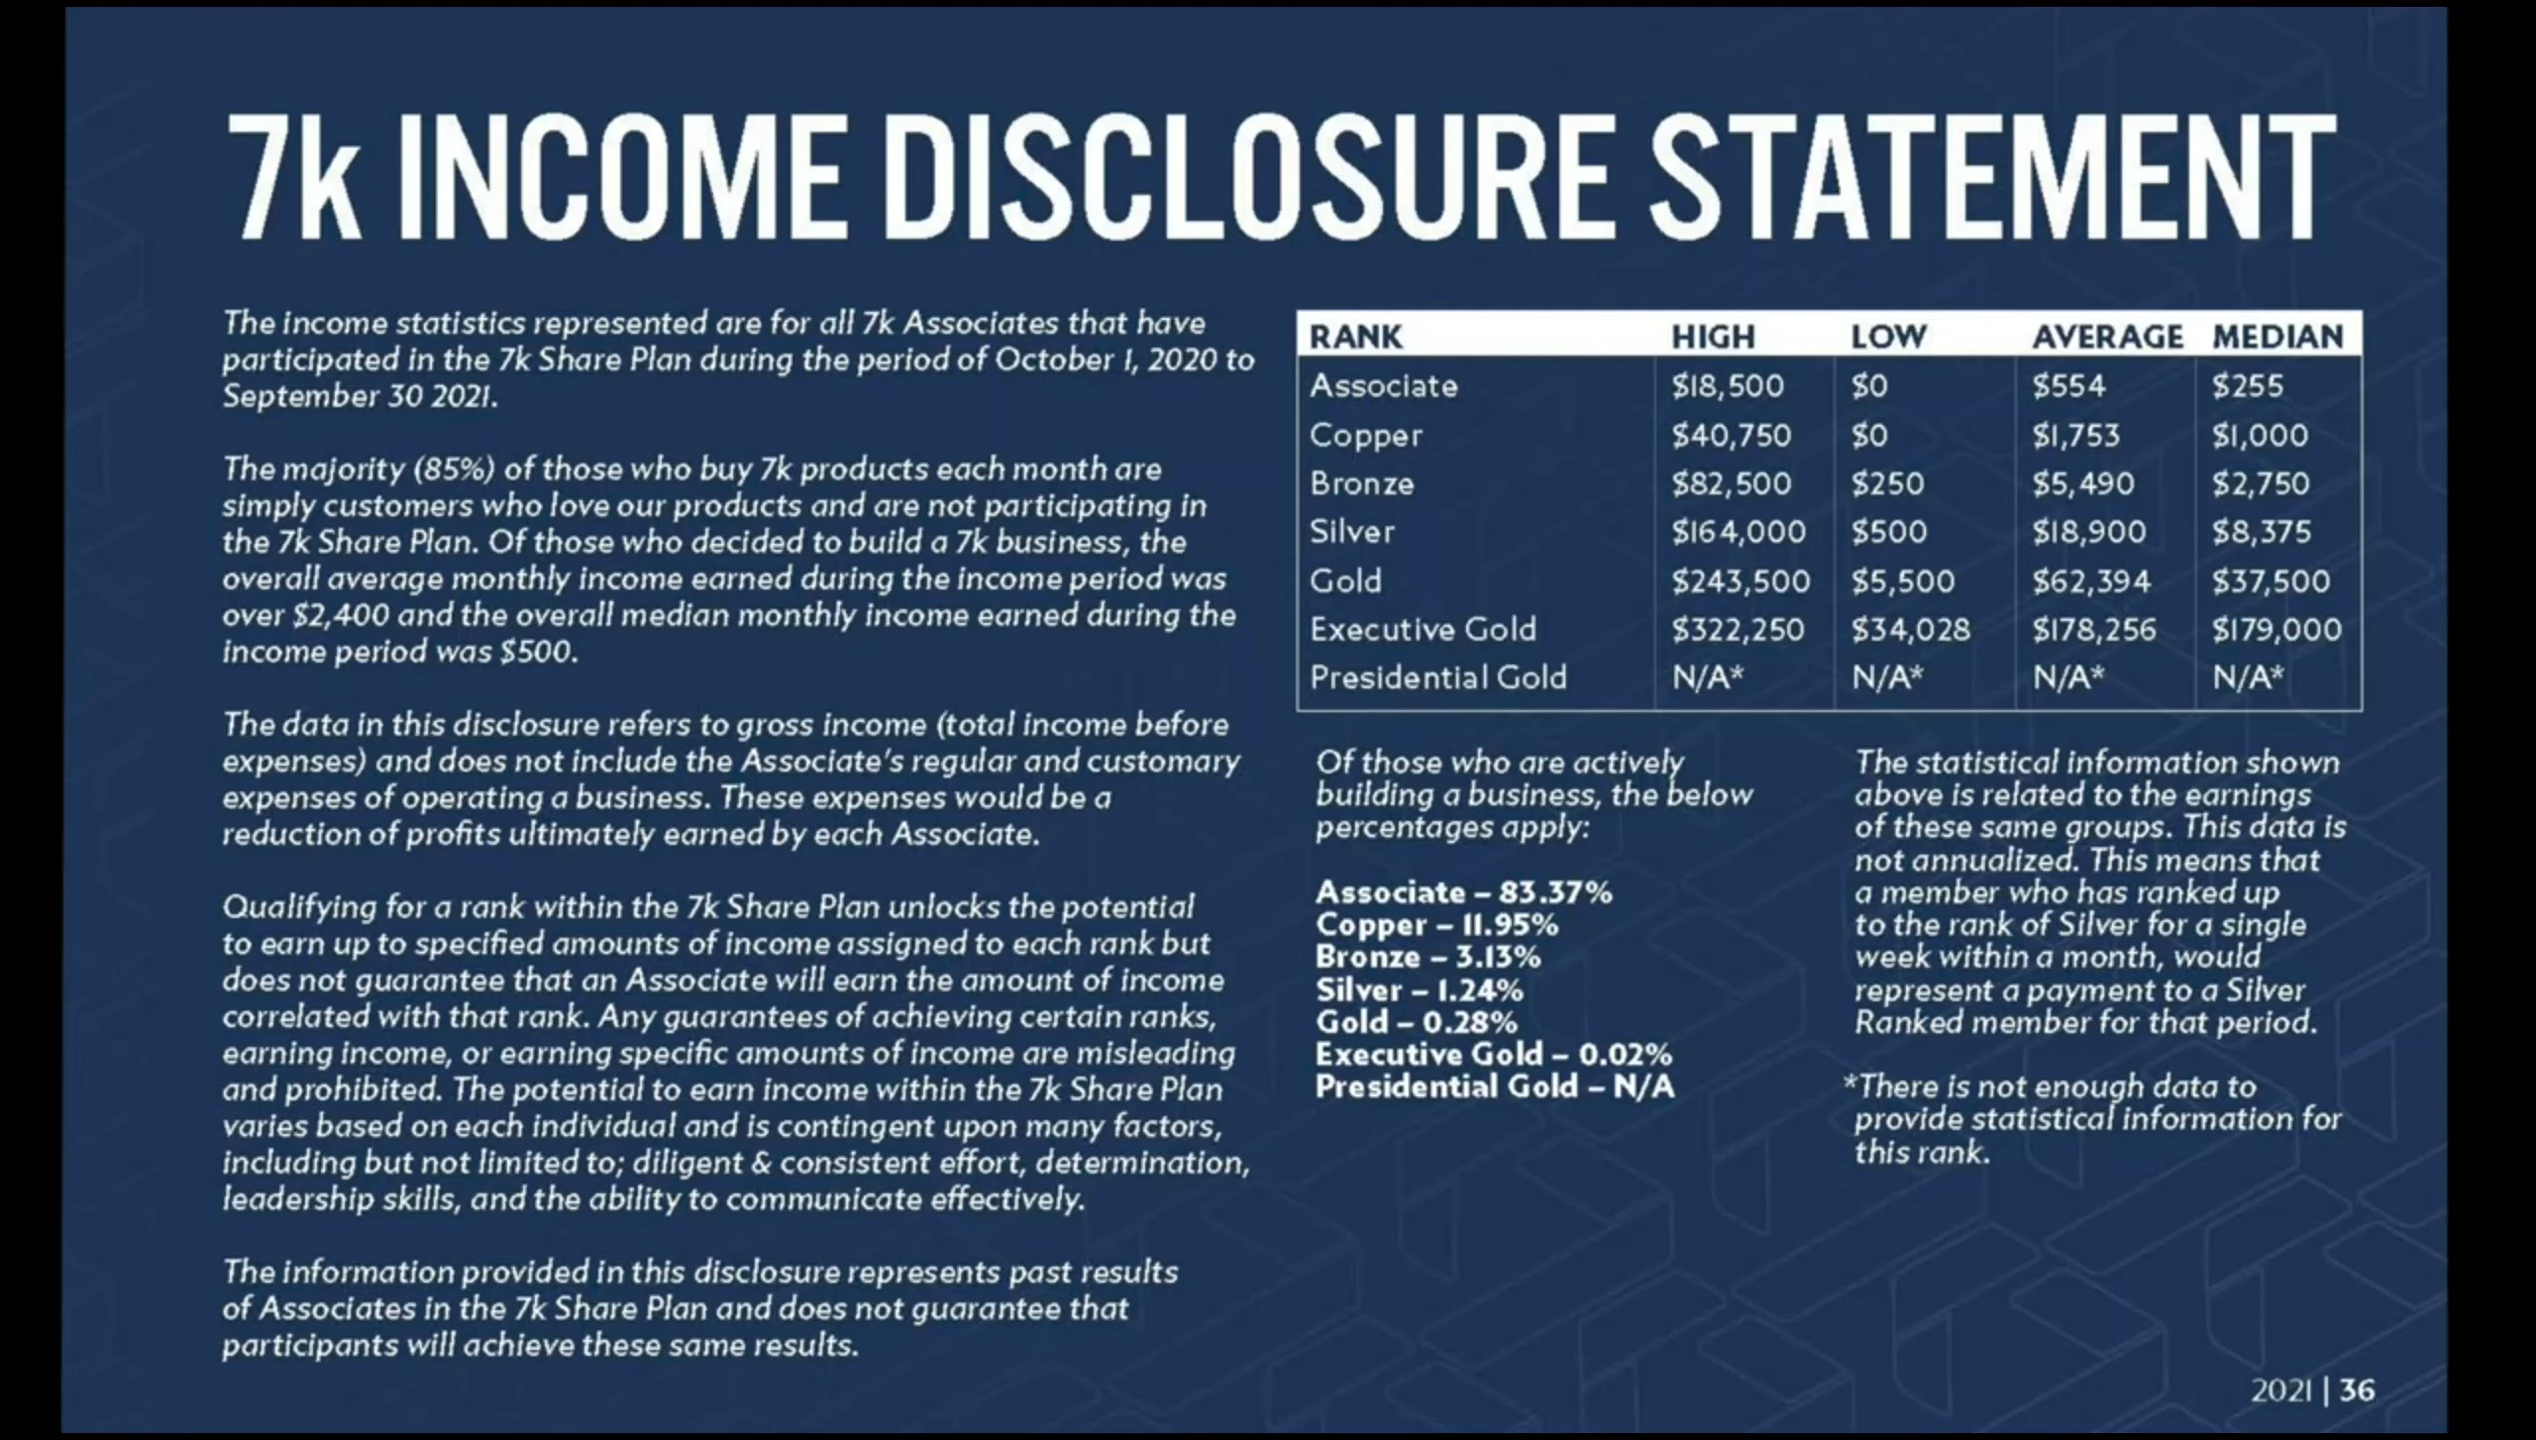 7k INCOME DISCLOSURE STATEMENT
The income statistics represented are for all 7k Associates that have
participated in the 7k Share Plan during the period of October 1, 2020 to
September 30 2021.
The majority (85%) of those who buy 7k products each month are
simply customers who love our products and are not participating in
the 7k Share Plan. Of those who decided to build a 7k business, the
overall average monthly income earned during the income period was
over $2,400 and the overall median monthly income earned during the
income period was $500.
The data in this disclosure refers to gross income (total income before
expenses) and does not include the Associate's regular and customary
expenses of operating a business. These expenses would be a
reduction of profits ultimately earned by each Associate.
Qualifying for a rank within the 7k Share Plan unlocks the potential
to earn up to specified amounts of income assigned to each rank but
does not guarantee that an Associate will earn the amount of income
correlated with that rank. Any guarantees of achieving certain ranks,
earning income, or earning specific amounts of income are misleading
and prohibited. The potential to earn income within the 7k Share Plan
varies based on each individual and is contingent upon many factors,
including but not limited to; diligent & consistent effort, determination,
leadership skills, and the ability to communicate effectively.
The information provided in this disclosure represents past results
of Associates in the 7k Share Plan and does not guarantee that
participants will achieve these same results.
RANK HIGH LOW AVERAGE MEDIAN
Associate $18,500 $0 $554 $255
Copper $40,750 $0 $1,753 $1,000
Bronze $82,500 $250 $5,490 $2,750
Silver $164,000 $500 $18,900 $8,375
Gold $243,500 $5,500 $62,394 $37,500
Executive Gold $322,250 $34,028 $178,256 $179,000
Presidential Gold N/A* N/A* N/A* N/A*
Of those who are actively
building a business, the below
percentages apply:
Associate – 83.37%
Copper – 11.95%
Bronze – 3.13%
Silver – 1.24%
Gold – 0.28%
Executive Gold – 0.02%
Presidential Gold – N/A
The statistical information shown
above is related to the earnings
of these same groups. This data is
not annualized. This means that
a member who has ranked up
to the rank of Silver for a single
week within a month, would
represent a payment to a Silver
Ranked member for that period.
*There is not enough data to
provide statistical information for
this rank.
2021 | 36